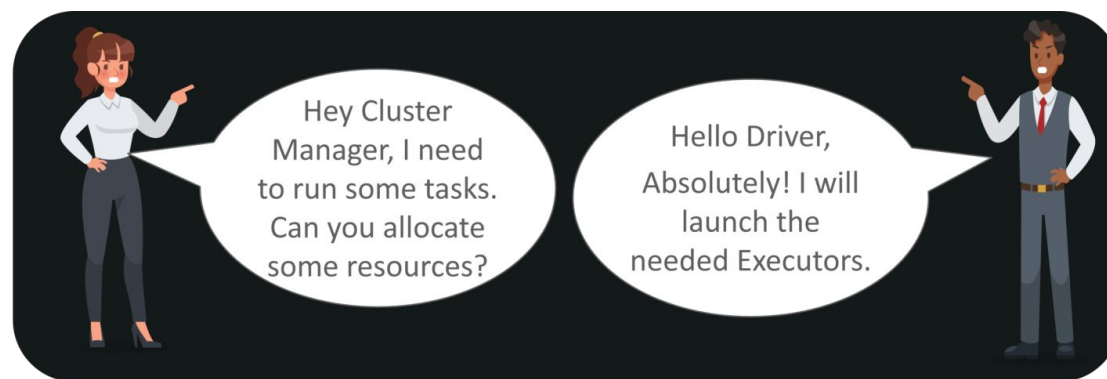 Hey Cluster
Manager, I need
to run some tasks.
Can you allocate
some resources?
Hello Driver,
Absolutely! I will
launch the
needed Executors.